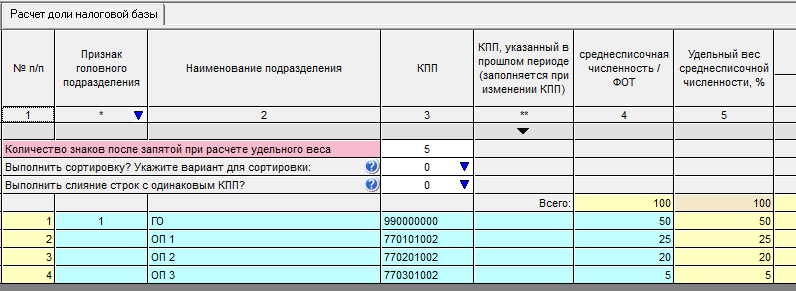 Расчет доли налоговой базы
№ п/п
Признак
головного
подразделения
Наименование подразделения
КПП
КПП, указанный в
прошлом периоде
(заполняется при
изменении КПП)
среднесписочная
численность /
ФОТ
Удельный вес
среднесписочной
численности, %
1 * 2 3 ** 4 5
Количество знаков после запятой при расчете удельного веса 5
Выполнить сортировку? Укажите вариант для сортировки: ? 0
Выполнить слияние строк с одинаковым КПП? ? 0
Всего: 100 100
1 1 ГО 990000000 50 50
2 ОП 1 770101002 25 25
3 ОП 2 770201002 20 20
4 ОП 3 770301002 5 5